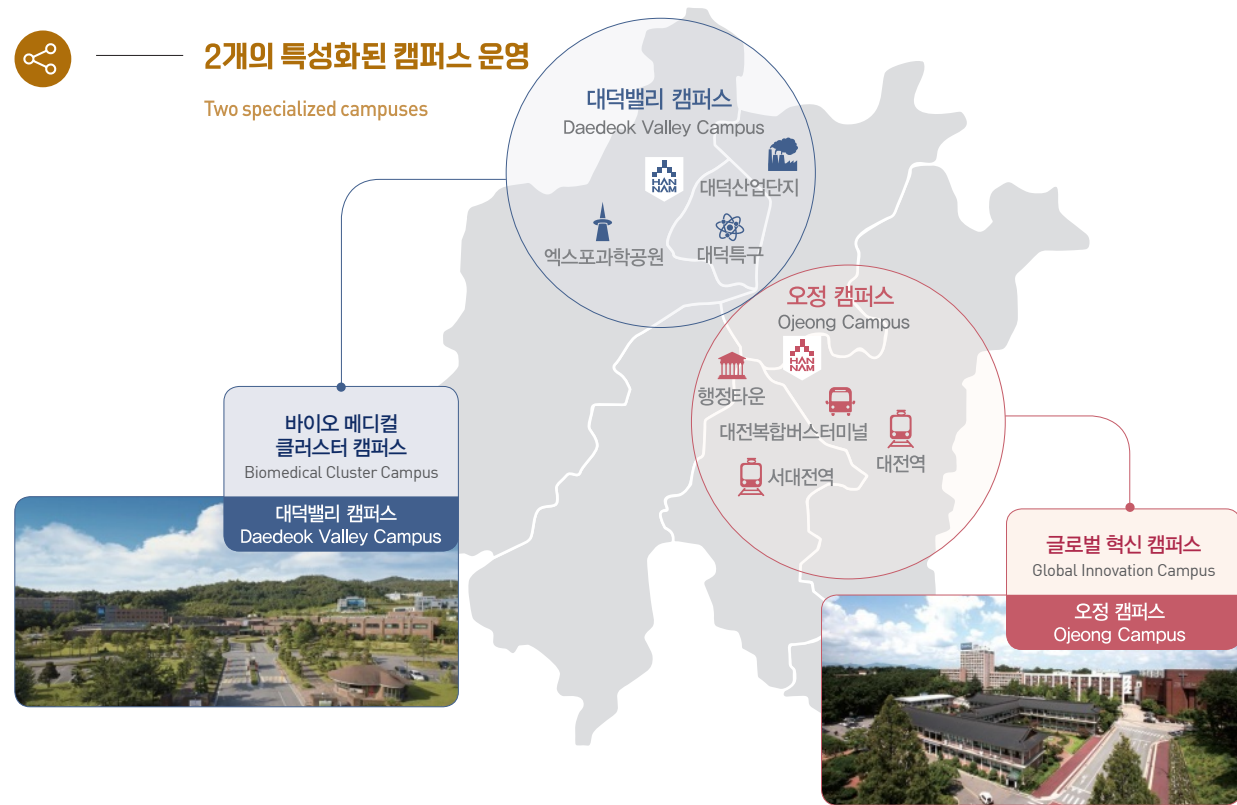 2개의 특성화된 캠퍼스 운영
Two specialized campuses
대덕밸리 캠퍼스
Daedeok Valley Campus
HAN
NAM
대덕산업단지
엑스포과학공원
대덕특구
오정 캠퍼스
Ojeong Campus
HAN
NAM
행정타운
대전복합버스터미널
대전역
서대전역
바이오 메디컬
클러스터 캠퍼스
Biomedical Cluster Campus
대덕밸리 캠퍼스
Daedeok Valley Campus
글로벌 혁신 캠퍼스
Global Innovation Campus
오정 캠퍼스
Ojeong Campus